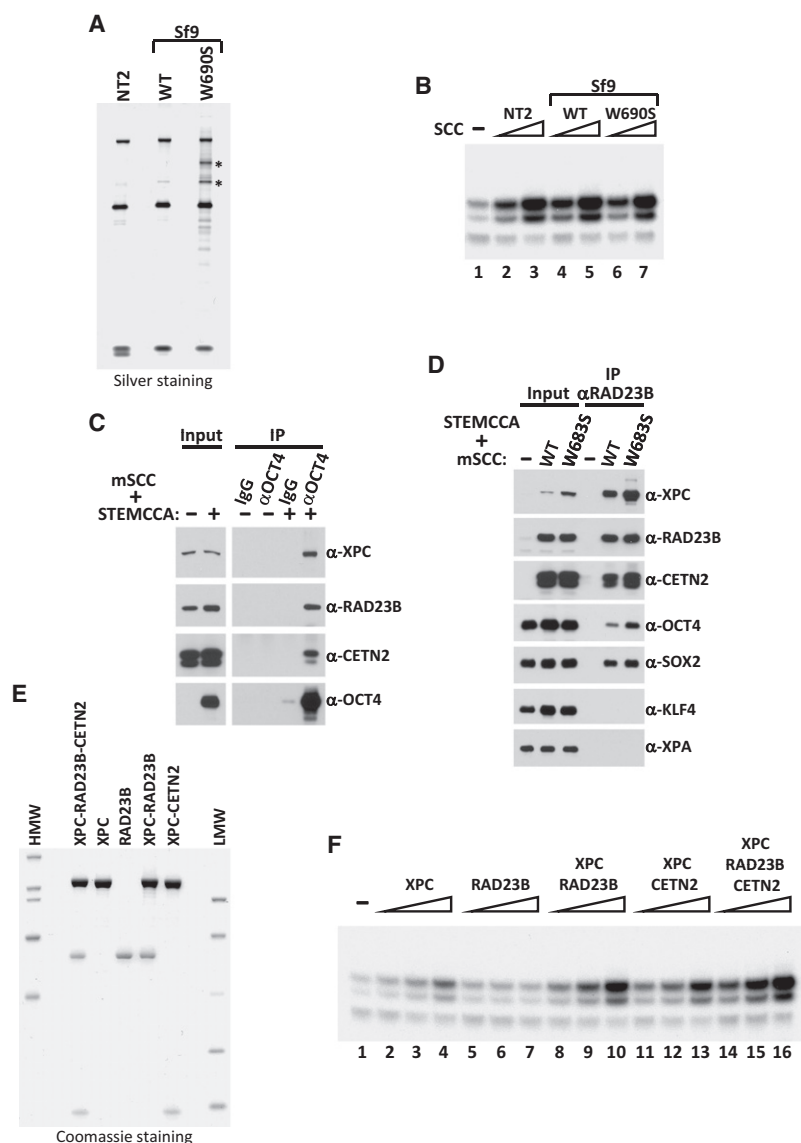 A
Sf9
NT2
WT
W690S
*
*
Silver staining
B
Sf9
SCC
–
NT2
WT
W690S
1 2 3 4 5 6 7
C
Input
IP
mSCC
+
STEMCCA:
– +
IgG
αOCT4
IgG
αOCT4
– – + +
α-XPC
α-RAD23B
α-CETN2
α-OCT4
D
IP
Input
αRAD23B
STEMCCA
+
mSCC:
–
WT
W683S
–
WT
W683S
α-XPC
α-RAD23B
α-CETN2
α-OCT4
α-SOX2
α-KLF4
α-XPA
E
HMW
XPC-RAD23B-CETN2
XPC
RAD23B
XPC-RAD23B
XPC-CETN2
LMW
Coomassie staining
F
–
XPC
RAD23B
XPC
RAD23B
XPC
CETN2
XPC
RAD23B
CETN2
1 2 3 4 5 6 7 8 9 10 11 12 13 14 15 16